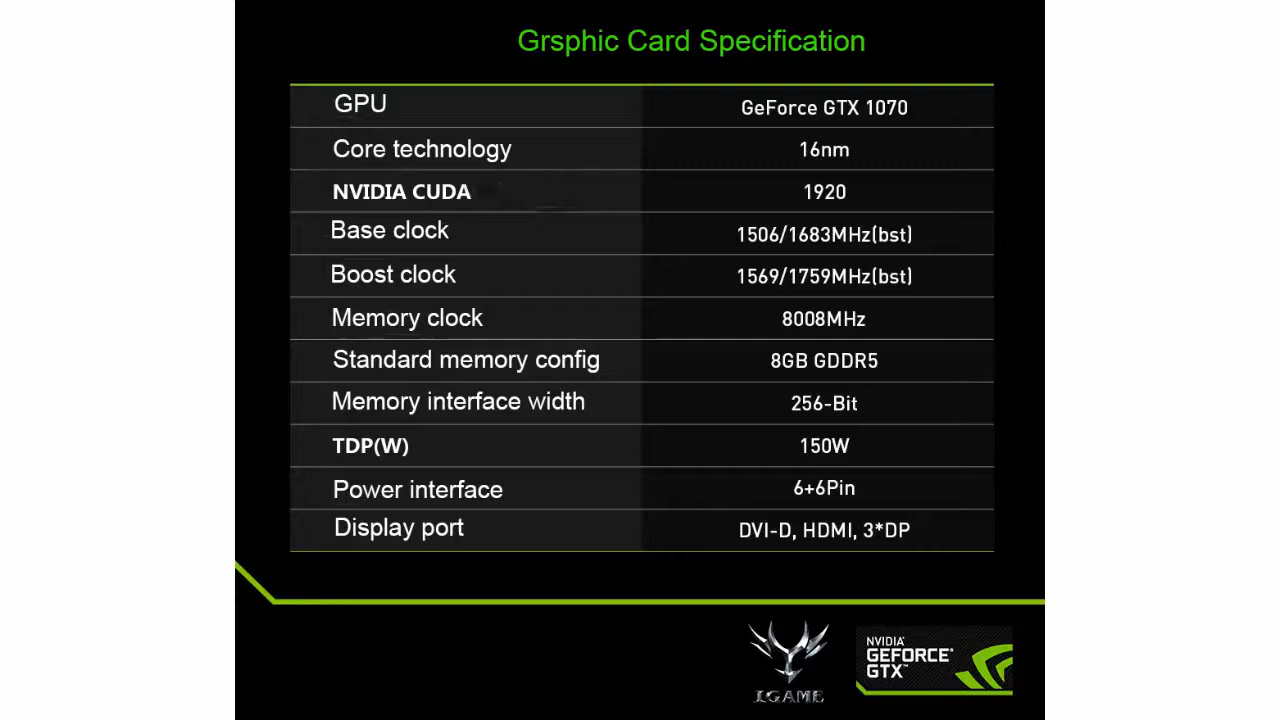 Grsphic Card Specification
GPU GeForce GTX 1070
Core technology 16nm
NVIDIA CUDA 1920
Base clock 1506/1683MHz(bst)
Boost clock 1569/1759MHz(bst)
Memory clock 8008MHz
Standard memory config 8GB GDDR5
Memory interface width 256-Bit
TDP(W) 150W
Power interface 6+6Pin
Display port DVI-D, HDMI, 3*DP
IGAME
NVIDIA
GEFORCE
GTX™